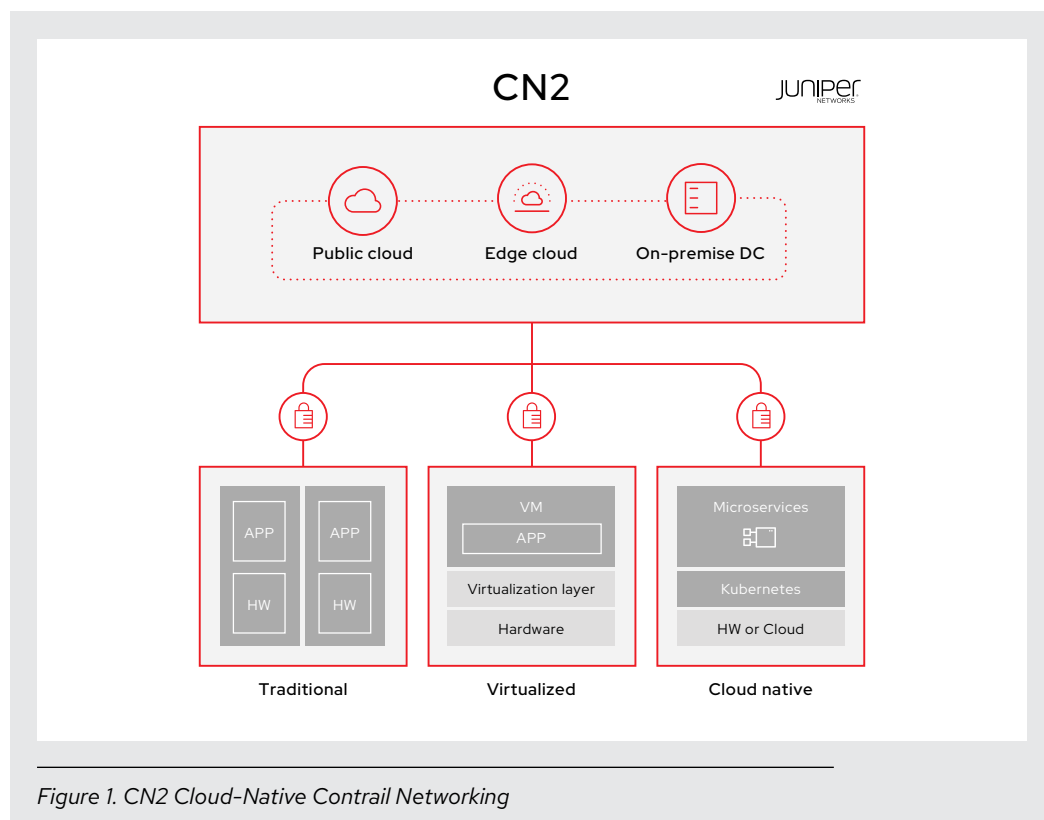 CN2
JUNIPER
NETWORKS
Public cloud
Edge cloud
On-premise DC
APP
APP
HW
HW
VM
APP
Virtualization layer
Hardware
Microservices
Kubernetes
HW or Cloud
Traditional
Virtualized
Cloud native
Figure 1. CN2 Cloud-Native Contrail Networking